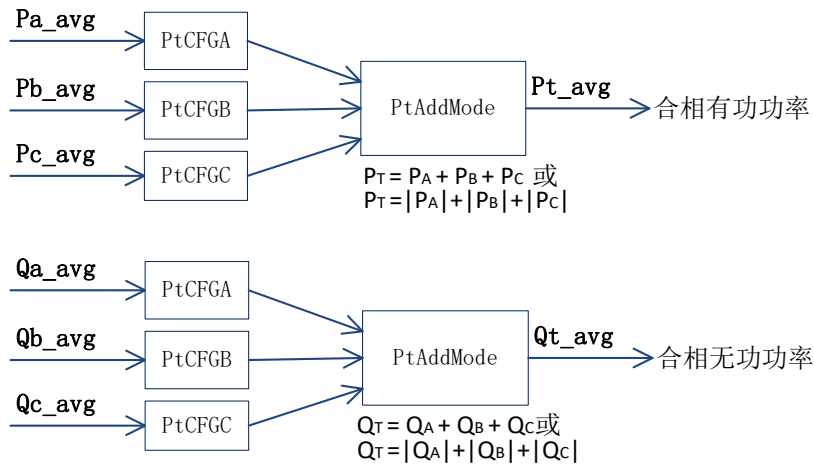 Pa_avg
PtCFGA
Pb_avg
PtCFGB
PtAddMode
Pt_avg
合相有功功率
Pc_avg
PtCFGC
PT = PA + PB + PC 或
PT =|PA|+|PB|+|PC|
Qa_avg
PtCFGA
Qb_avg
PtCFGB
PtAddMode
Qt_avg
合相无功功率
Qc_avg
PtCFGC
QT = QA + QB + QC或
QT =|QA|+|QB|+|QC|